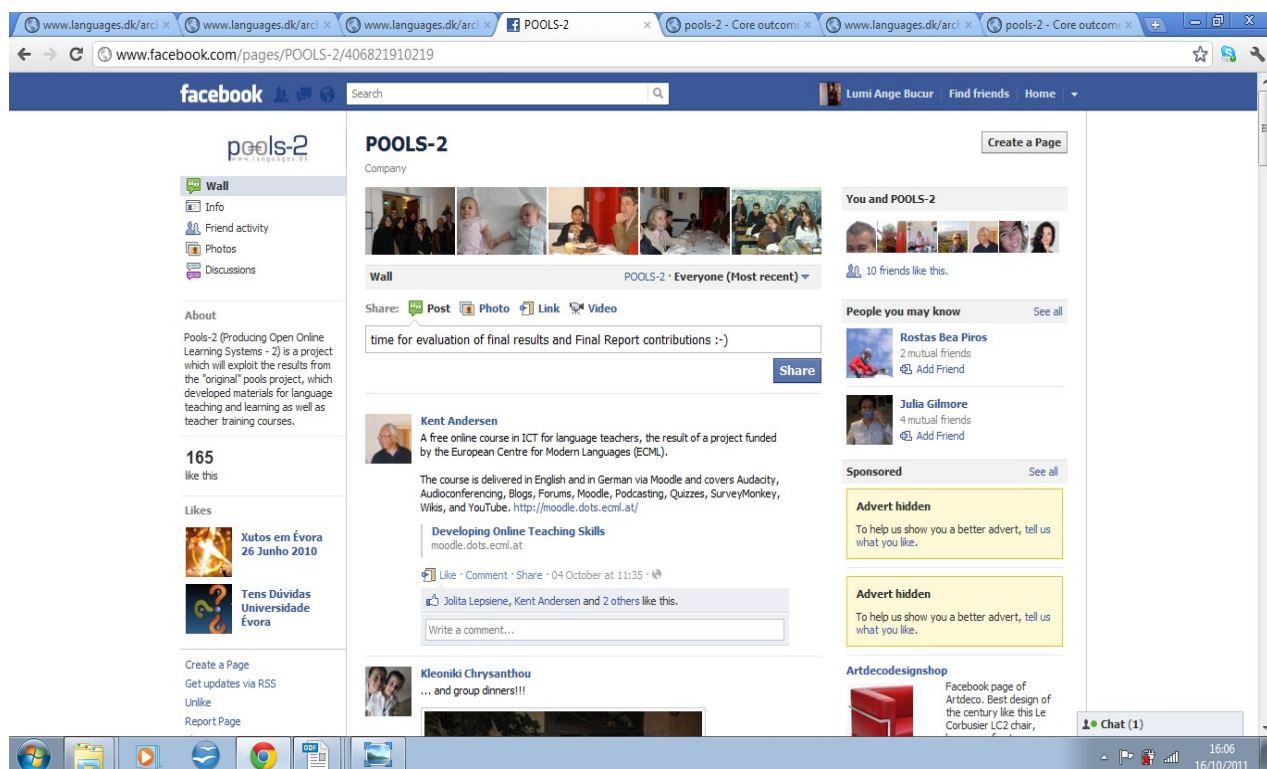 www.languages.dk/arcl
www.languages.dk/arcl
www.languages.dk/arcl
POOLS-2
pools-2 - Core outcom
www.languages.dk/arcl
pools-2 - Core outcom
www.facebook.com/pages/POOLS-2/406821910219
facebook
Search
Lumi Ange Bucur
Find friends
Home
pools-2
www.languages.dk
Wall
Info
Friend activity
Photos
Discussions
About
Pools-2 (Producing Open Online
Learning Systems - 2) is a project
which will exploit the results from
the "original" pools project, which
developed materials for language
teaching and learning as well as
teacher training courses.
165
like this
Likes
Xutos em Évora
26 Junho 2010
Tens Dúvidas
Universidade
Évora
Create a Page
Get updates via RSS
Unlike
Report Page
POOLS-2
Company
Create a Page
Wall
POOLS-2 · Everyone (Most recent)
Share: Post Photo Link Video
time for evaluation of final results and Final Report contributions :-)
Share
Kent Andersen
A free online course in ICT for language teachers, the result of a project funded
by the European Centre for Modern Languages (ECML).
The course is delivered in English and in German via Moodle and covers Audacity,
Audioconferencing, Blogs, Forums, Moodle, Podcasting, Quizzes, SurveyMonkey,
Wikis, and YouTube. http://moodle.dots.ecml.at/
Developing Online Teaching Skills
moodle.dots.ecml.at
Like · Comment · Share · 04 October at 11:35 ·
Jolita Lepsiene, Kent Andersen and 2 others like this.
Write a comment...
Kleoniki Chrysanthou
... and group dinners!!!
You and POOLS-2
10 friends like this.
People you may know
See all
Rostas Bea Piros
2 mutual friends
Add Friend
Julia Gilmore
4 mutual friends
Add Friend
Sponsored
See all
Advert hidden
To help us show you a better advert, tell us
what you like.
Advert hidden
To help us show you a better advert, tell us
what you like.
Artdecodesignshop
Facebook page of
Artdeco. Best design of
the century like this Le
Corbusier LC2 chair,
Chat (1)
ODF
16:06
16/10/2011